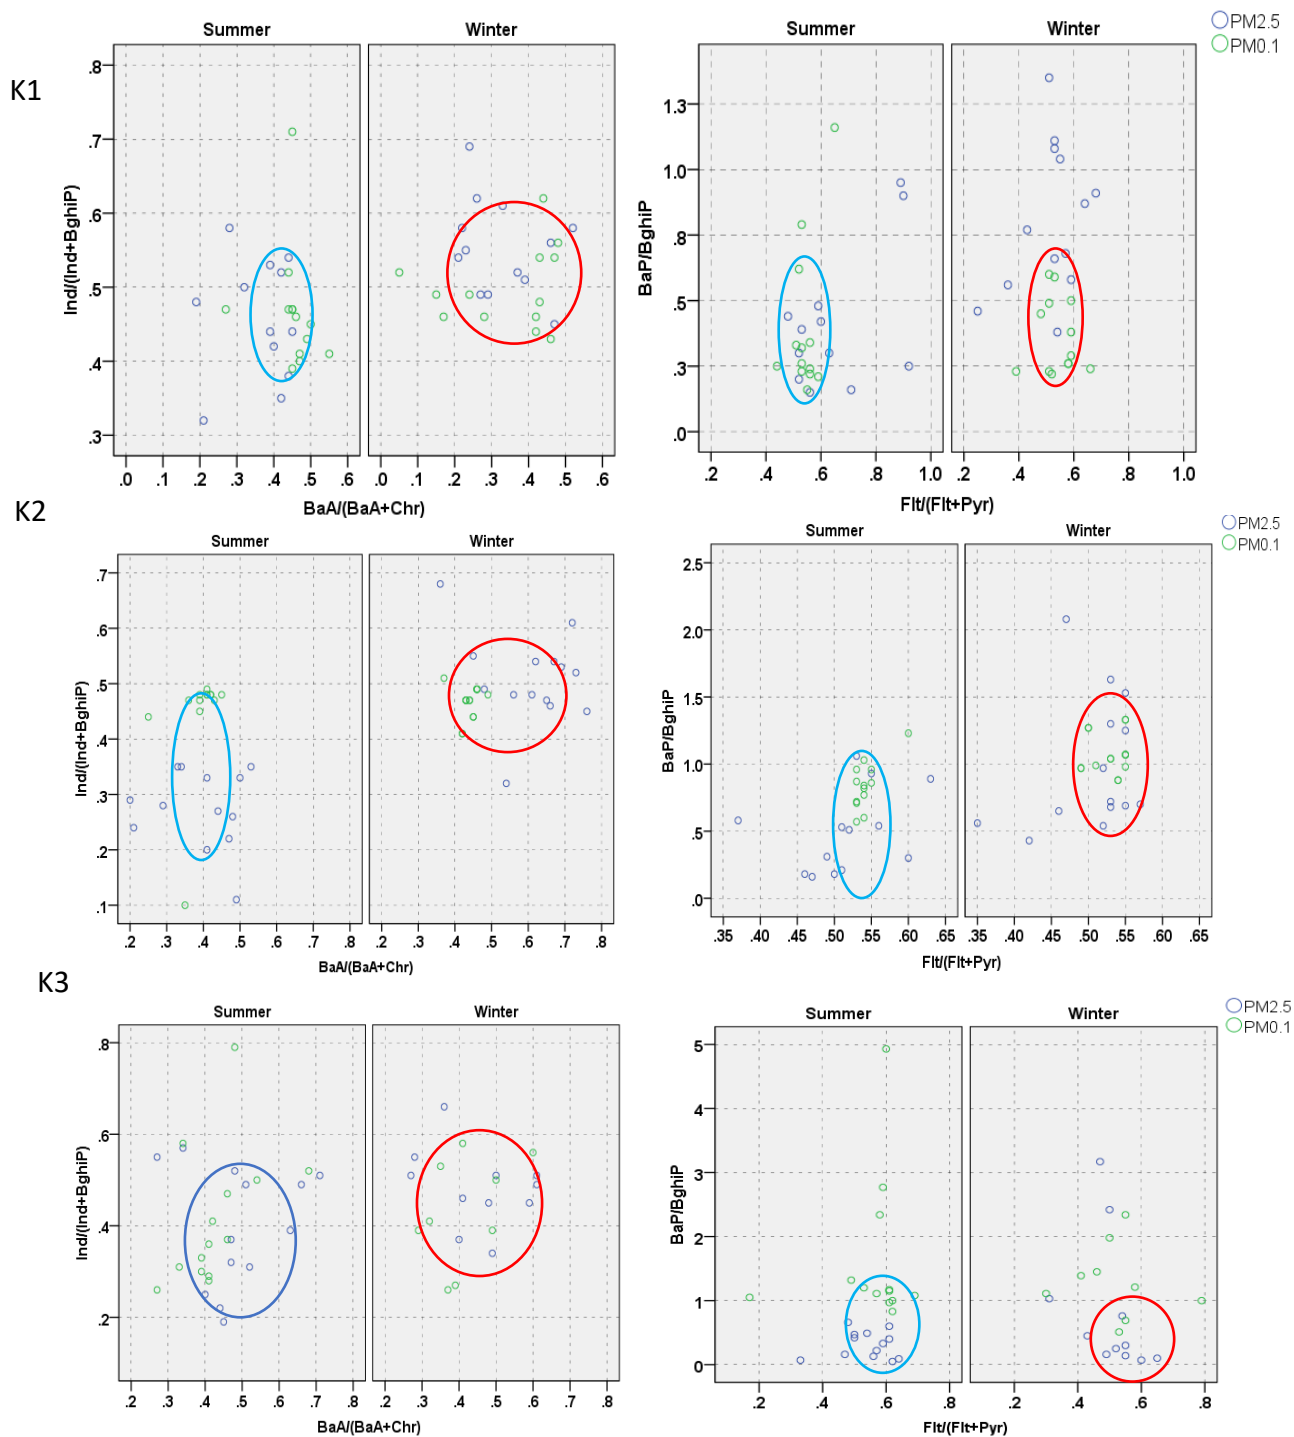 K1
Summer Winter
.8
.7
.6
.5
.4
.3
Ind/(Ind+BghiP)
.0 .1 .2 .3 .4 .5 .6 .0 .1 .2 .3 .4 .5 .6
BaA/(BaA+Chr)
Summer Winter
PM2.5
PM0.1
1.3
1.0
.8
.5
.3
.0
BaP/BghiP
.2 .4 .6 .8 1.0 .2 .4 .6 .8 1.0
Flt/(Flt+Pyr)
K2
Summer Winter
.7
.6
.5
.4
.3
.2
.1
Ind/(Ind+BghiP)
.2 .3 .4 .5 .6 .7 .8 .2 .3 .4 .5 .6 .7 .8
BaA/(BaA+Chr)
Summer Winter
PM2.5
PM0.1
2.5
2.0
1.5
1.0
.5
.0
BaP/BghiP
.35 .40 .45 .50 .55 .60 .65 .35 .40 .45 .50 .55 .60 .65
Flt/(Flt+Pyr)
K3
Summer Winter
.8
.6
.4
.2
Ind/(Ind+BghiP)
.2 .3 .4 .5 .6 .7 .8 .2 .3 .4 .5 .6 .7 .8
BaA/(BaA+Chr)
Summer Winter
PM2.5
PM0.1
5
4
3
2
1
0
BaP/BghiP
.2 .4 .6 .8 .2 .4 .6 .8
Flt/(Flt+Pyr)